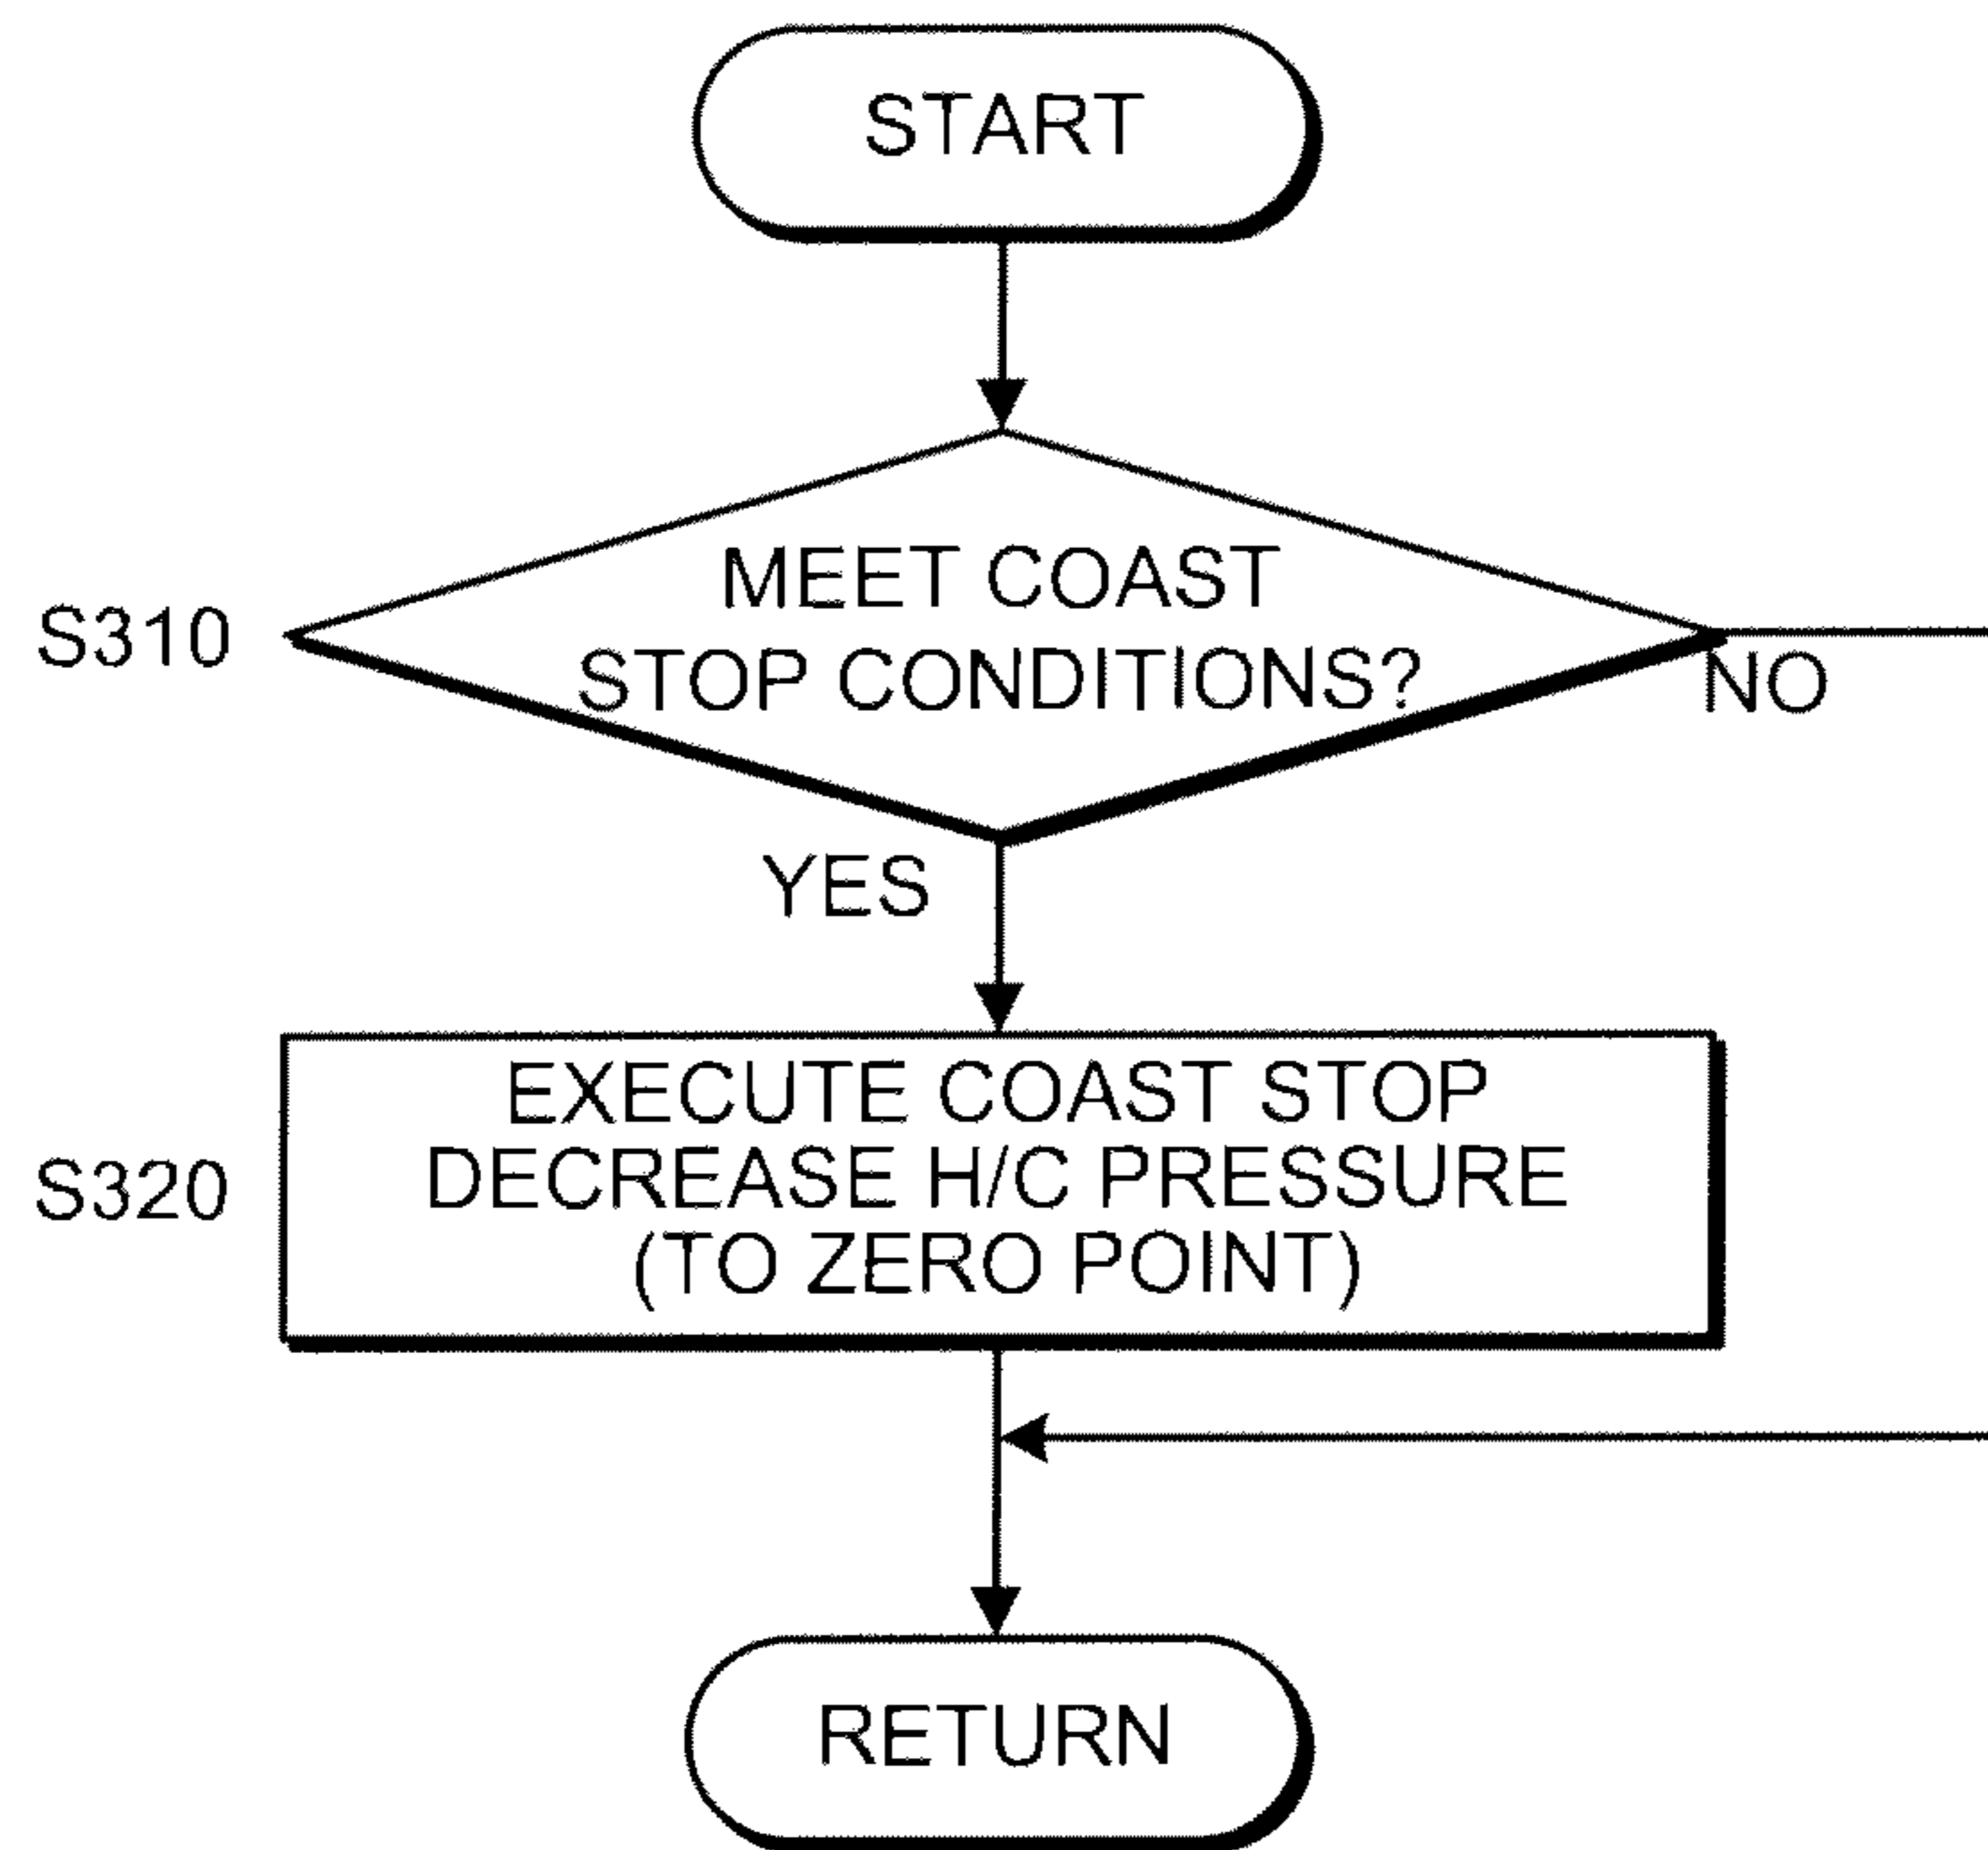 START
MEET COAST
STOP CONDITIONS?
S310
NO
YES
EXECUTE COAST STOP
DECREASE H/C PRESSURE
(TO ZERO POINT)
S320
RETURN